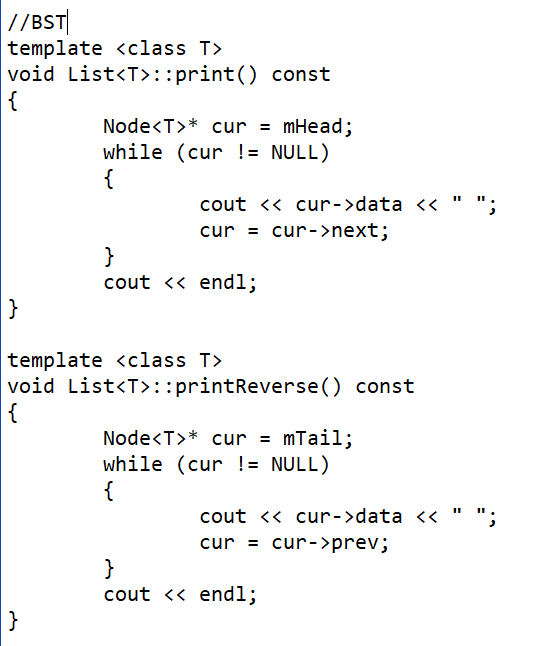 //BST
template <class T>
void List<T>::print() const
{
        Node<T>* cur = mHead;
        while (cur != NULL)
        {
                cout << cur->data << " ";
                cur = cur->next;
        }
        cout << endl;
}

template <class T>
void List<T>::printReverse() const
{
        Node<T>* cur = mTail;
        while (cur != NULL)
        {
                cout << cur->data << " ";
                cur = cur->prev;
        }
        cout << endl;
}